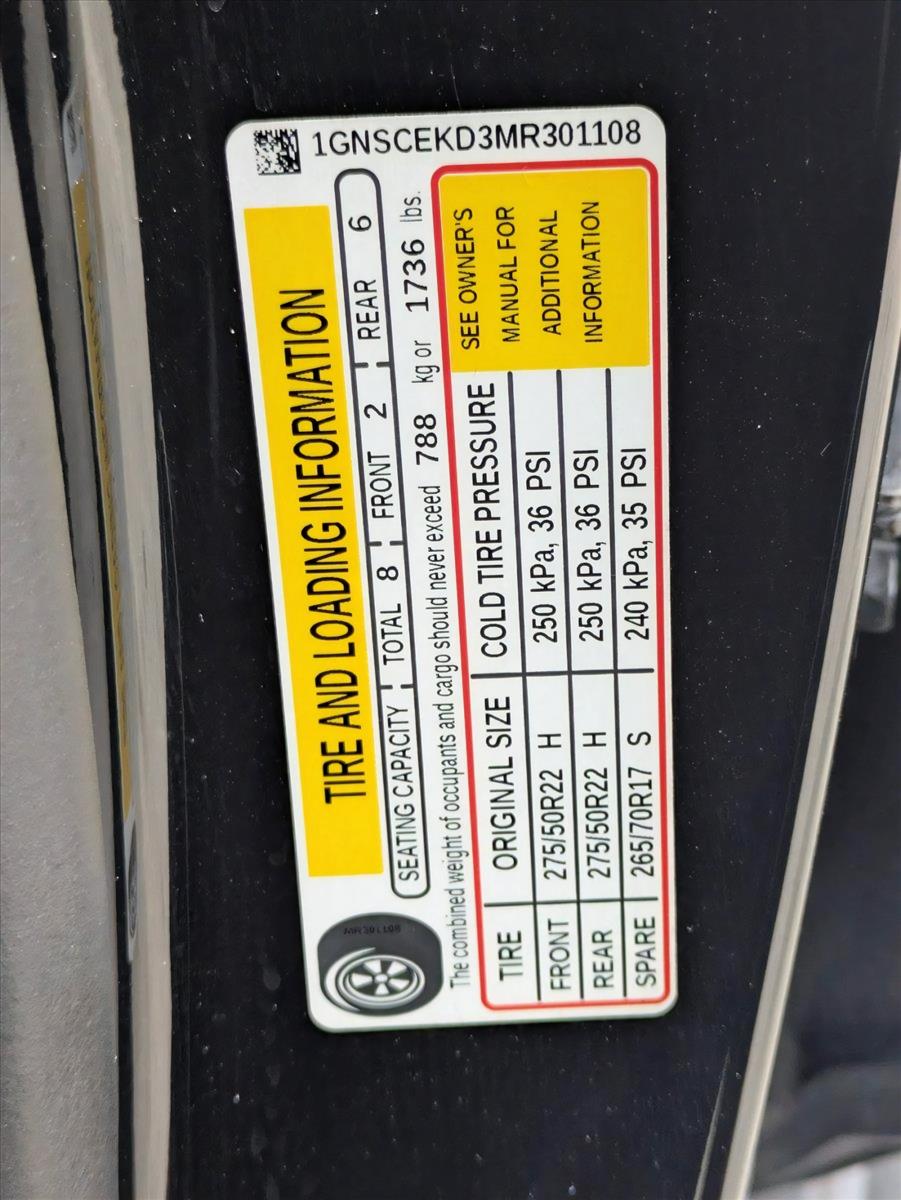 1GNSCEKD3MR301108
TIRE AND LOADING INFORMATION
SEATING CAPACITY TOTAL 8 FRONT 2 REAR 6
The combined weight of occupants and cargo should never exceed 788 kg or 1736 lbs.
TIRE ORIGINAL SIZE COLD TIRE PRESSURE
FRONT 275/50R22 H 250 kPa, 36 PSI
REAR 275/50R22 H 250 kPa, 36 PSI
SPARE 265/70R17 S 240 kPa, 35 PSI
SEE OWNER'S
MANUAL FOR
ADDITIONAL
INFORMATION
MR301108